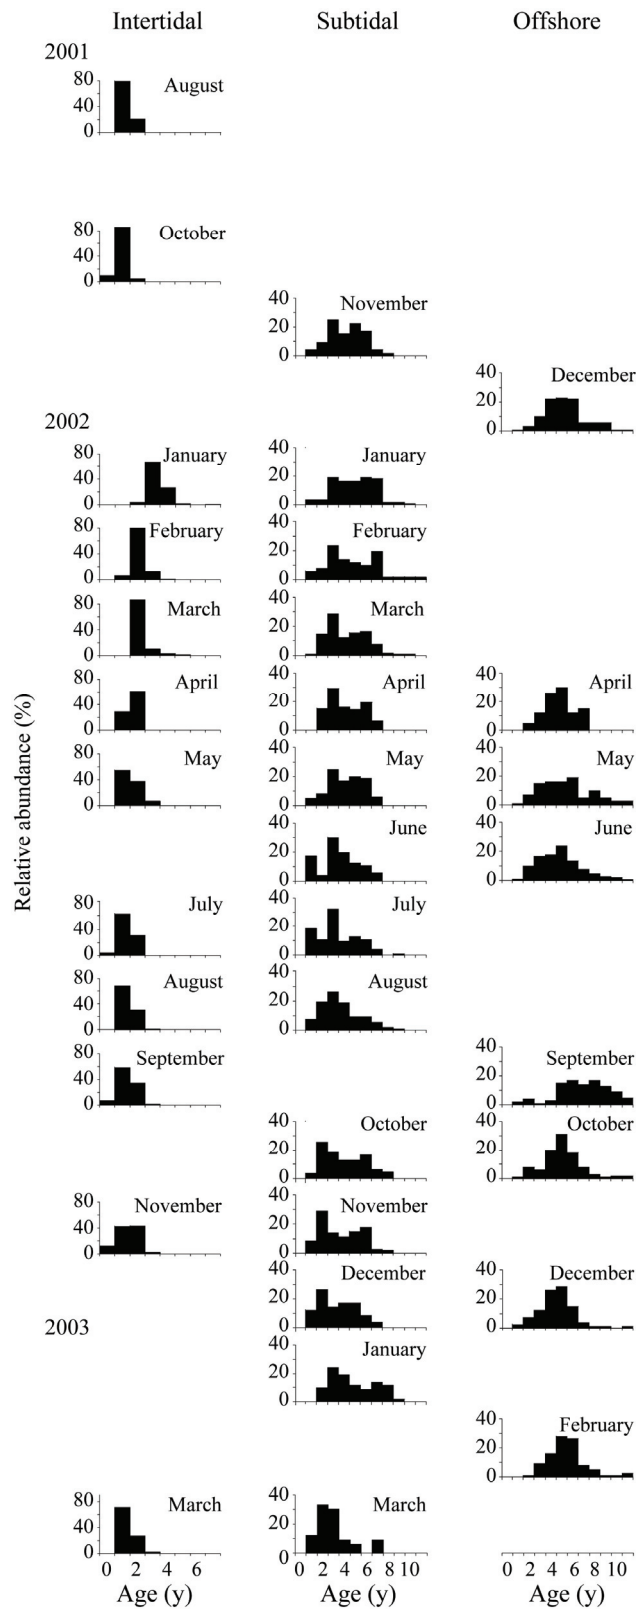 Intertidal Subtidal Offshore
2001
80 August
40
0
80 October
40
0
40 November
20
0
40 December
20
0
2002
80 January 40 January
40 20
0 0
80 February 40 February
40 20
0 0
80 March 40 March
40 20
0 0
80 April 40 April 40 April
40 20 20
0 0 0
80 May 40 May 40 May
40 20 20
0 0 0
40 June 40 June
20 20
0 0
80 July 40 July
40 20
0 0
80 August 40 August
40 20
0 0
80 September 40 September
40 20
0 0
40 October 40 October
20 20
0 0
80 November 40 November
40 20
0 0
40 December 40 December
20 20
0 0
2003
40 January
20
0
40 February
20
0
80 March 40 March
40 20
0 0
0 2 4 6 0 2 4 6 8 10 0 2 4 6 8 10
Age (y) Age (y) Age (y)
Relative abundance (%)